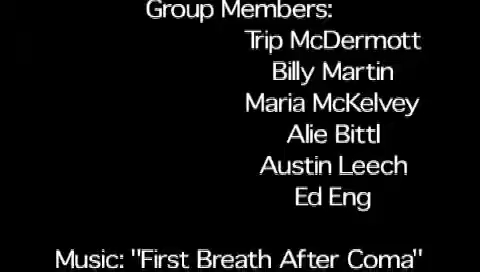 Group Members:
Trip McDermott
Billy Martin
Maria McKelvey
Alie Bittl
Austin Leech
Ed Eng
Music: "First Breath After Coma"